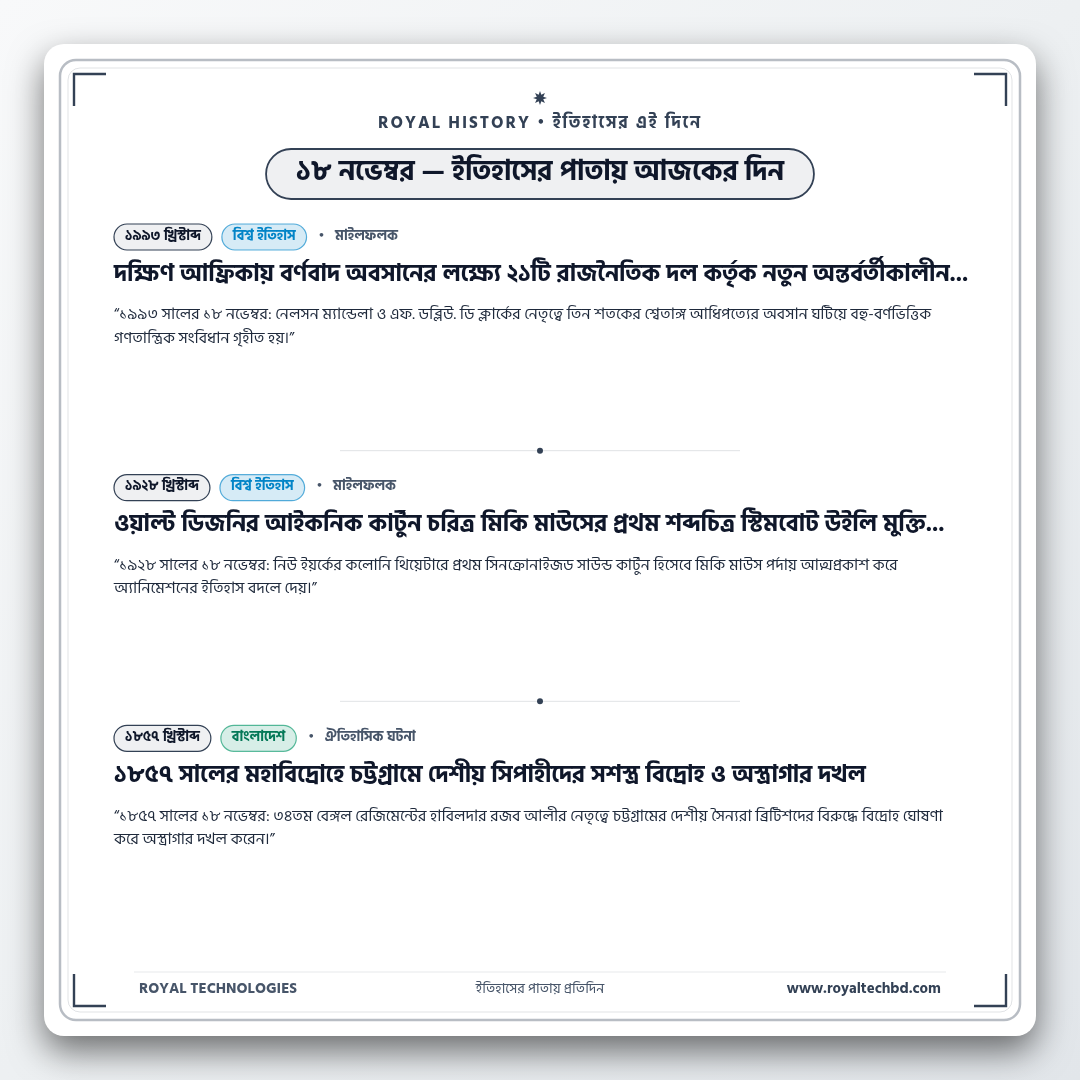 ROYAL HISTORY • ইতিহাসের এই দিনে
১৮ নভেম্বর — ইতিহাসের পাতায় আজকের দিন
১৯৯৩ খ্রিস্টাব্দ বিশ্ব ইতিহাস • মাইলফলক
দক্ষিণ আফ্রিকায় বর্ণবাদ অবসানের লক্ষ্যে ২১টি রাজনৈতিক দল কর্তৃক নতুন অন্তর্বর্তীকালীন...
“১৯৯৩ সালের ১৮ নভেম্বর: নেলসন ম্যান্ডেলা ও এফ. ডব্লিউ. ডি ক্লার্কের নেতৃত্বে তিন শতকের শ্বেতাঙ্গ আধিপত্যের অবসান ঘটিয়ে বহু-বর্ণভিত্তিক
গণতান্ত্রিক সংবিধান গৃহীত হয়।”
১৯২৮ খ্রিস্টাব্দ বিশ্ব ইতিহাস • মাইলফলক
ওয়াল্ট ডিজনির আইকনিক কার্টুন চরিত্র মিকি মাউসের প্রথম শব্দচিত্র স্টিমবোট উইলি মুক্তি...
“১৯২৮ সালের ১৮ নভেম্বর: নিউ ইয়র্কের কলোনি থিয়েটারে প্রথম সিনক্রোনাইজড সাউন্ড কার্টুন হিসেবে মিকি মাউস পর্দায় আত্মপ্রকাশ করে
অ্যানিমেশনের ইতিহাস বদলে দেয়।”
১৮৫৭ খ্রিস্টাব্দ বাংলাদেশ • ঐতিহাসিক ঘটনা
১৮৫৭ সালের মহাবিদ্রোহে চট্টগ্রামে দেশীয় সিপাহীদের সশস্ত্র বিদ্রোহ ও অস্ত্রাগার দখল
“১৮৫৭ সালের ১৮ নভেম্বর: ৩৪তম বেঙ্গল রেজিমেন্টের হাবিলদার রজব আলীর নেতৃত্বে চট্টগ্রামের দেশীয় সৈন্যরা ব্রিটিশদের বিরুদ্ধে বিদ্রোহ ঘোষণা
করে অস্ত্রাগার দখল করেন।”
ROYAL TECHNOLOGIES ইতিহাসের পাতায় প্রতিদিন www.royaltechbd.com